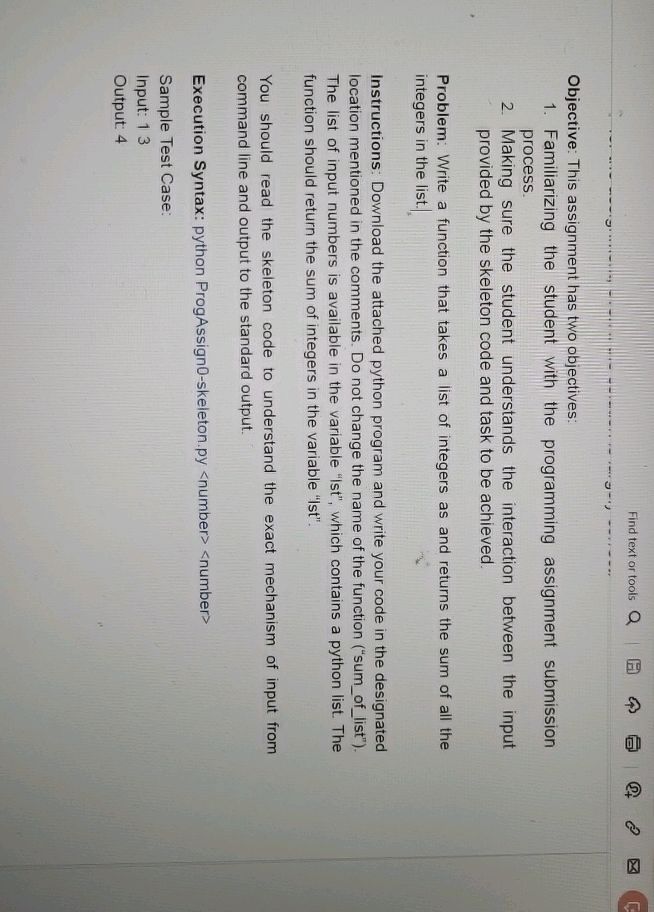 Find text or tools
Objective: This assignment has two objectives:
1. Familiarizing the student with the programming assignment submission
process.
2. Making sure the student understands the interaction between the input
provided by the skeleton code and task to be achieved.
Problem: Write a function that takes a list of integers as and returns the sum of all the
integers in the list.
Instructions: Download the attached python program and write your code in the designated
location mentioned in the comments. Do not change the name of the function ("sum_of_list").
The list of input numbers is available in the variable "lst", which contains a python list. The
function should return the sum of integers in the variable "lst".
You should read the skeleton code to understand the exact mechanism of input from
command line and output to the standard output.
Execution Syntax: python ProgAssign0-skeleton.py <number> <number>
Sample Test Case:
Input: 1 3
Output: 4